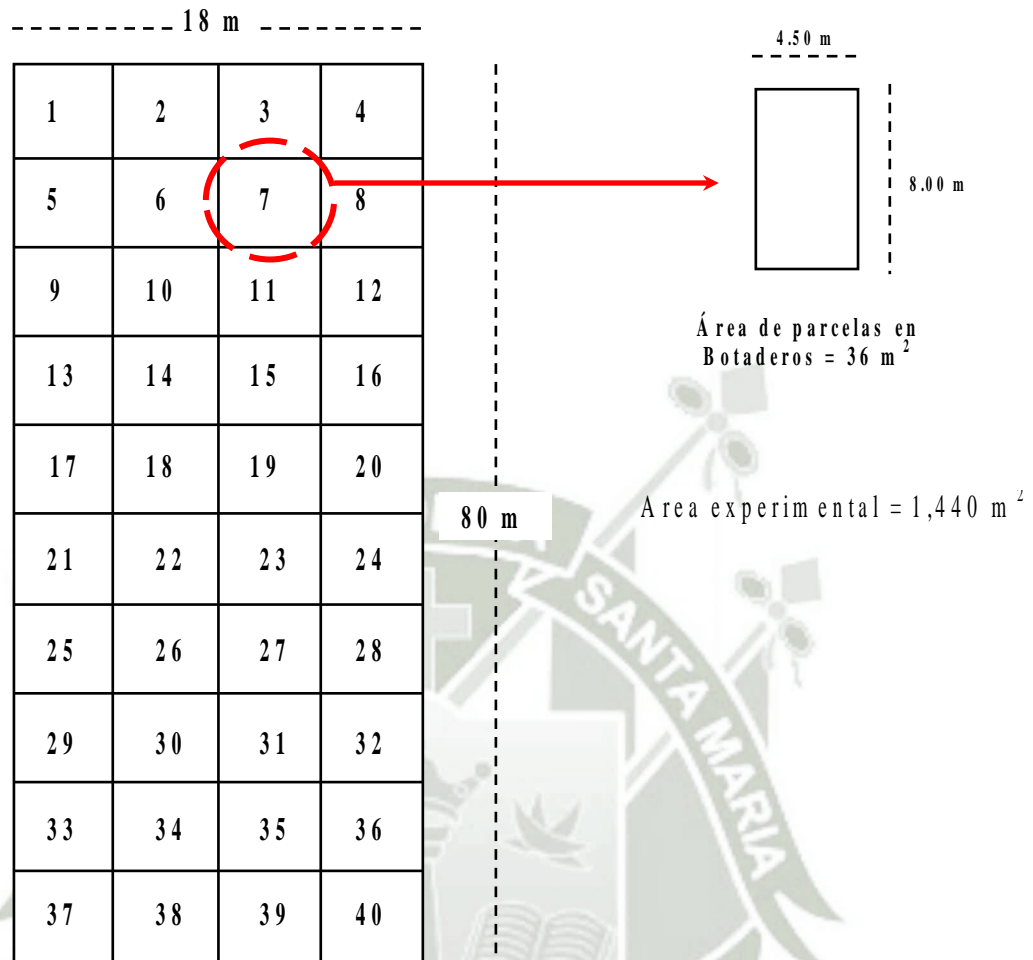 18 m
4.50 m
1 2 3 4
5 6 7 8
8.00 m
9 10 11 12
Área de parcelas en
Botaderos = 36 m²
13 14 15 16
17 18 19 20
80 m
Area experimental = 1,440 m²
21 22 23 24
25 26 27 28
29 30 31 32
33 34 35 36
37 38 39 40
SANTA MARIA